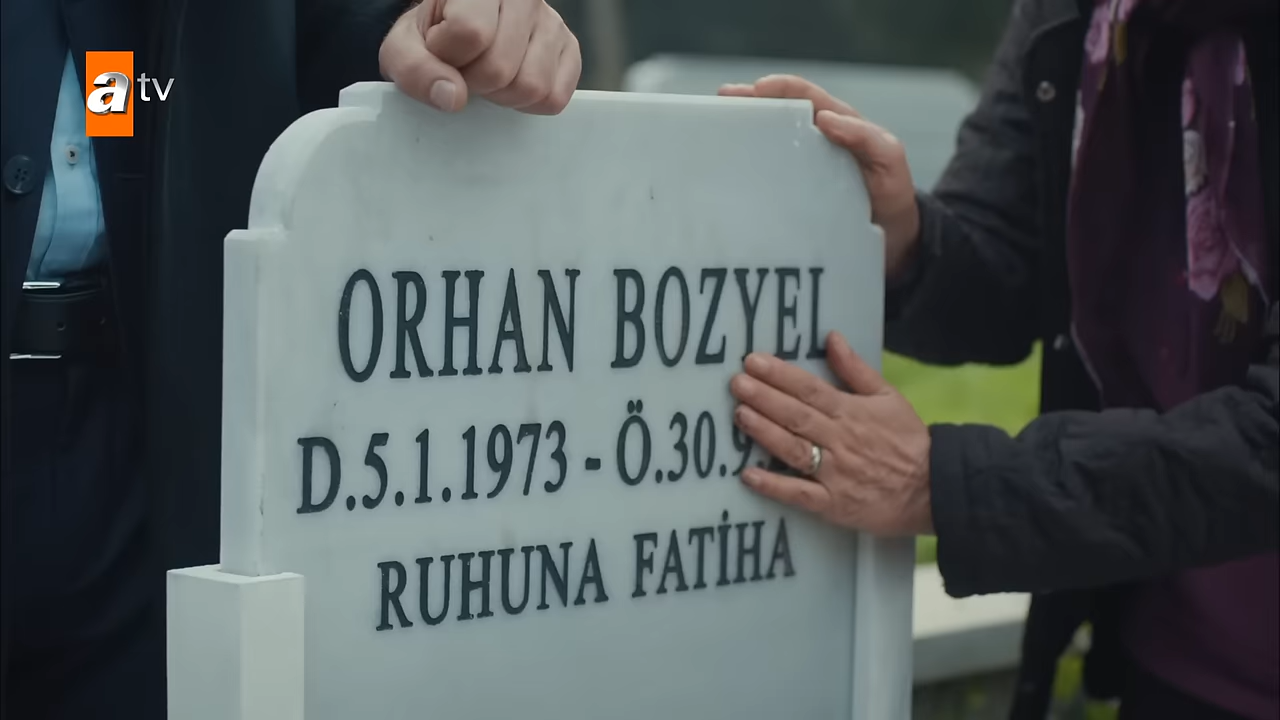 atv
ORHAN BOZYEL
D.5.1.1973 - Ö.30.9.
RUHUNA FATİHA